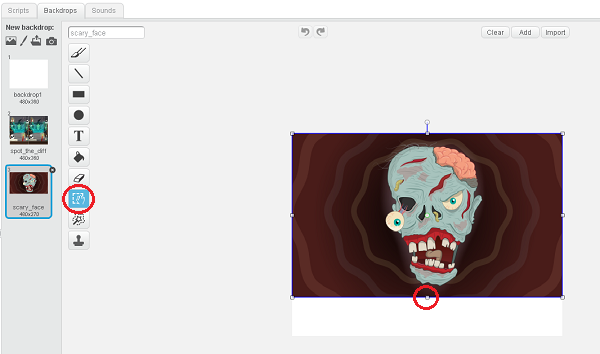 Scripts
Backdrops
Sounds
New backdrop:
scary_face
Clear
Add
Import
T
1
backdrop1
480x360
2
spot_the_diff
480x360
3
scary_face
480x270